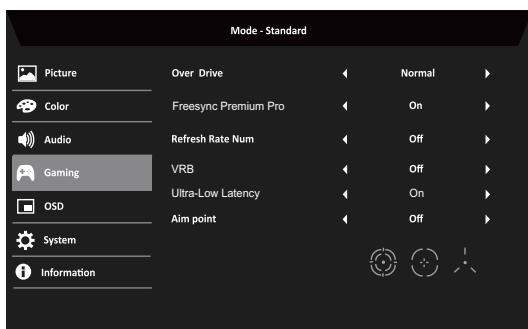 Mode - Standard
Picture
Over Drive Normal
Color
Freesync Premium Pro On
Audio
Refresh Rate Num Off
Gaming
VRB Off
Ultra-Low Latency On
OSD
Aim point Off
System
Information